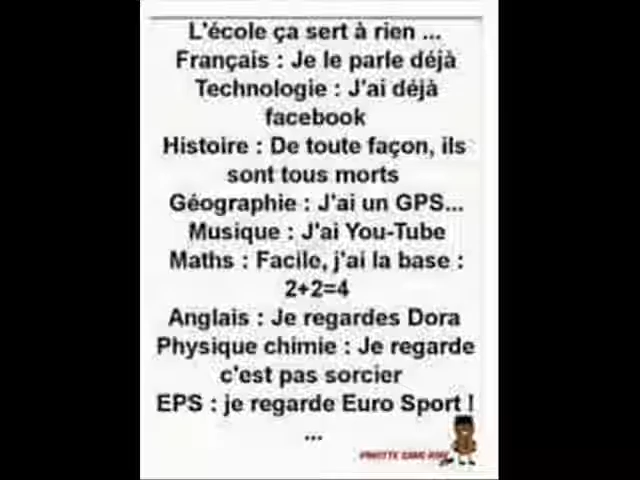 L'école ça sert à rien ...
Français : Je le parle déjà
Technologie : J'ai déjà
facebook
Histoire : De toute façon, ils
sont tous morts
Géographie : J'ai un GPS...
Musique : J'ai You-Tube
Maths : Facile, j'ai la base :
2+2=4
Anglais : Je regardes Dora
Physique chimie : Je regarde
c'est pas sorcier
EPS : je regarde Euro Sport !
...